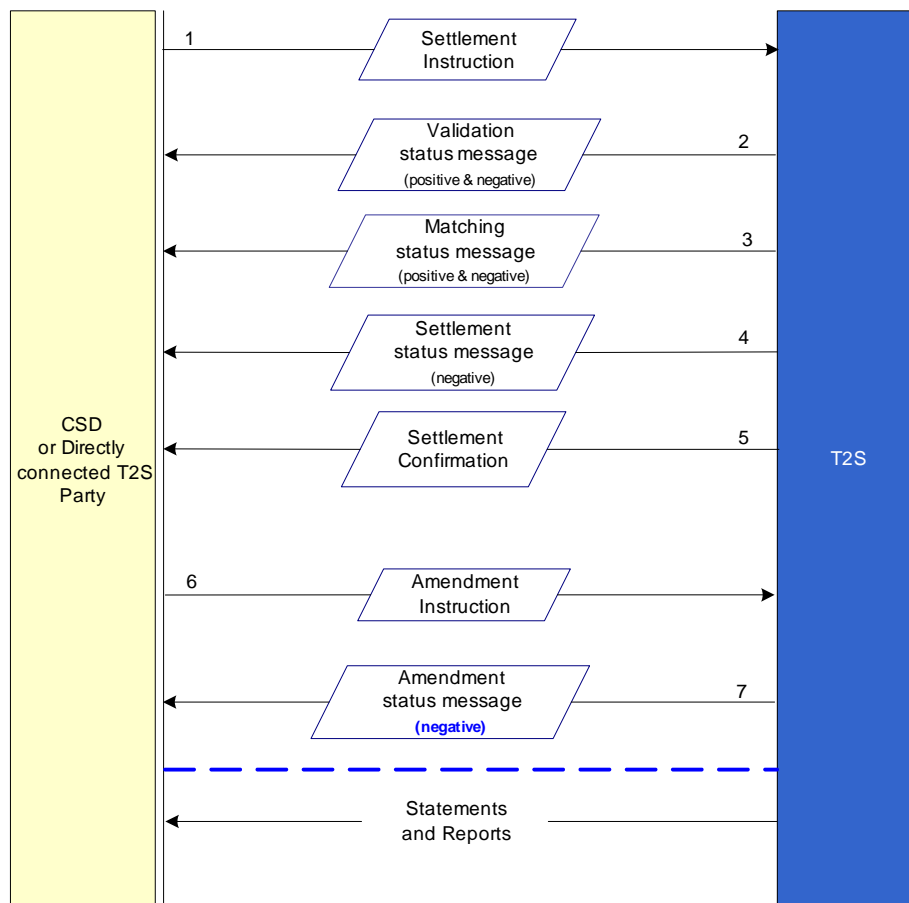 1
Settlement
Instruction
Validation
status message
(positive & negative)
2
Matching
status message
(positive & negative)
3
Settlement
status message
(negative)
4
CSD
or Directly
connected T2S
Party
Settlement
Confirmation
5
T2S
6
Amendment
Instruction
Amendment
status message
(negative)
7
Statements
and Reports